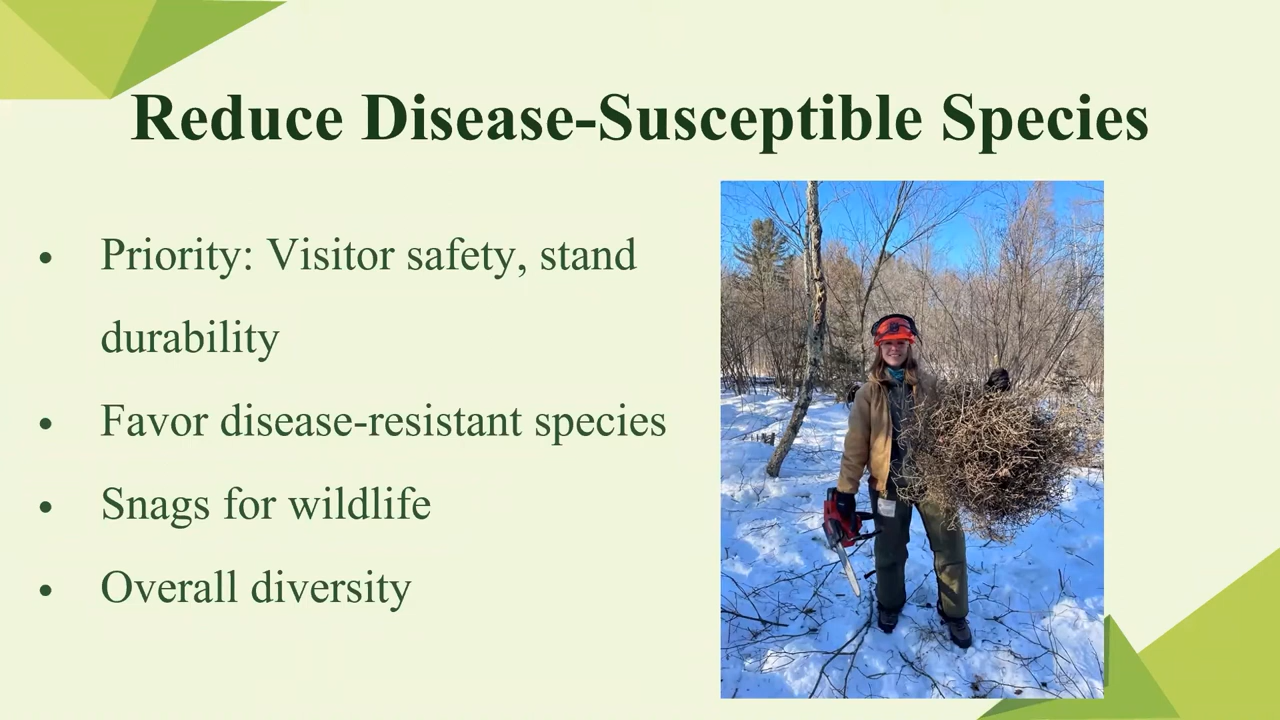 Reduce Disease-Susceptible Species
• Priority: Visitor safety, stand
durability
• Favor disease-resistant species
• Snags for wildlife
• Overall diversity